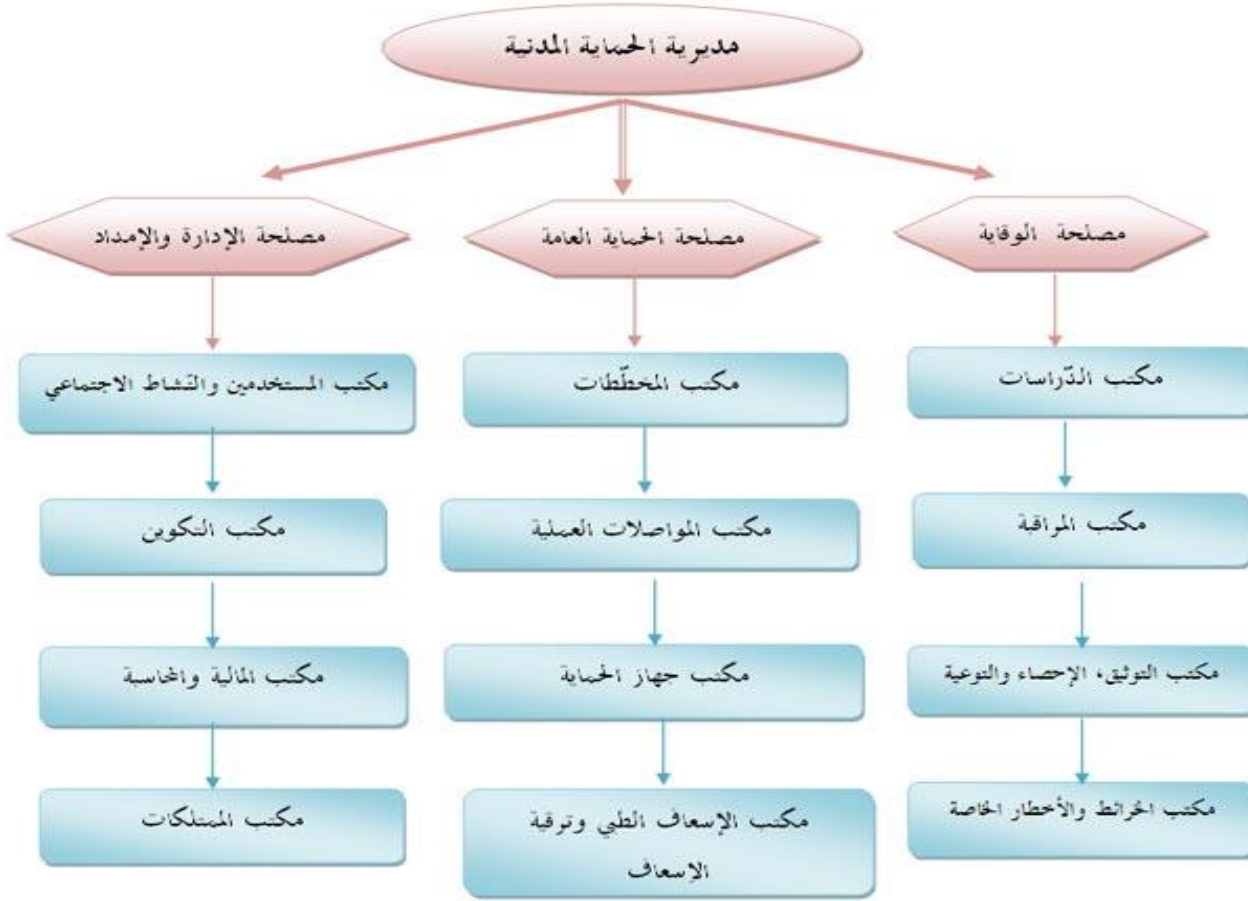 مديرية الحماية المدنية
مصلحة الوقاية
مصلحة الحماية العامة
مصلحة الإدارة والإمداد
مكتب الدّراسات
مكتب المراقبة
مكتب التوثيق، الإحصاء والتوعية
مكتب الخرائط والأخطار الخاصة
مكتب المخطّطات
مكتب المواصلات العملية
مكتب جهاز الحماية
مكتب الإسعاف الطبي وترقية
الإسعاف
مكتب المستخدمين والنّشاط الاجتماعي
مكتب التكوين
مكتب المالية والمحاسبة
مكتب الممتلكات